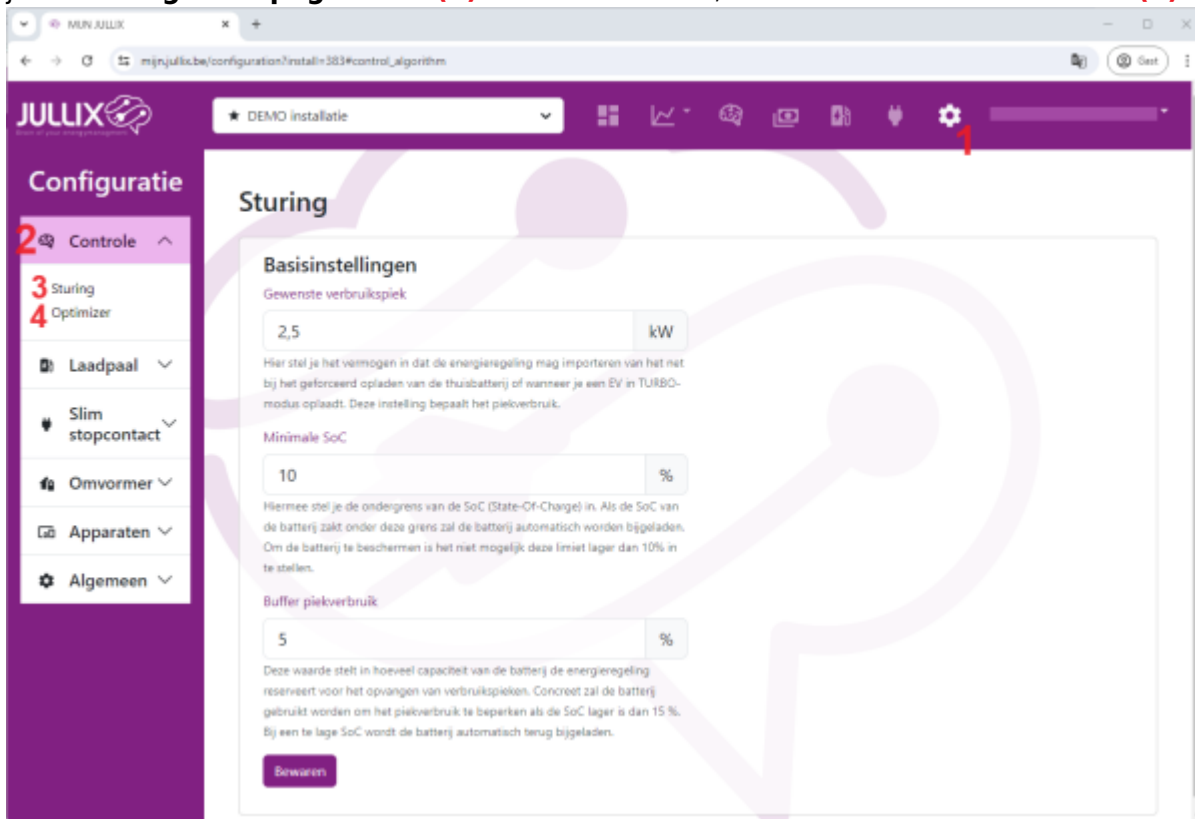 MIJN JULLIX
mijn.jullix.be/configuration?install=383#control_algorithm
Gast
JULLIX
DEMO installatie
1
Configuratie
Sturing
2 Controle
3 Sturing
4 Optimizer
Laadpaal
Slim
stopcontact
Omvormer
Apparaten
Algemeen
Basisinstellingen
Gewenste verbruikspiek
2,5 kW
Hier stel je het vermogen in dat de energieregeling mag importeren van het net
bij het geforceerd opladen van de thuisbatterij of wanneer je een EV in TURBO-
modus oplaadt. Deze instelling bepaalt het piekverbruik.
Minimale SoC
10 %
Hiermee stel je de ondergrens van de SoC (State-Of-Charge) in. Als de SoC van
de batterij zakt onder deze grens zal de batterij automatisch worden bijgeladen.
Om de batterij te beschermen is het niet mogelijk deze limiet lager dan 10% in
te stellen.
Buffer piekverbruik
5 %
Deze waarde stelt in hoeveel capaciteit van de batterij de energieregeling
reserveert voor het opvangen van verbruikspieken. Concreet zal de batterij
gebruikt worden om het piekverbruik te beperken als de SoC lager is dan 15 %.
Bij een te lage SoC wordt de batterij automatisch terug bijgeladen.
Bewaren